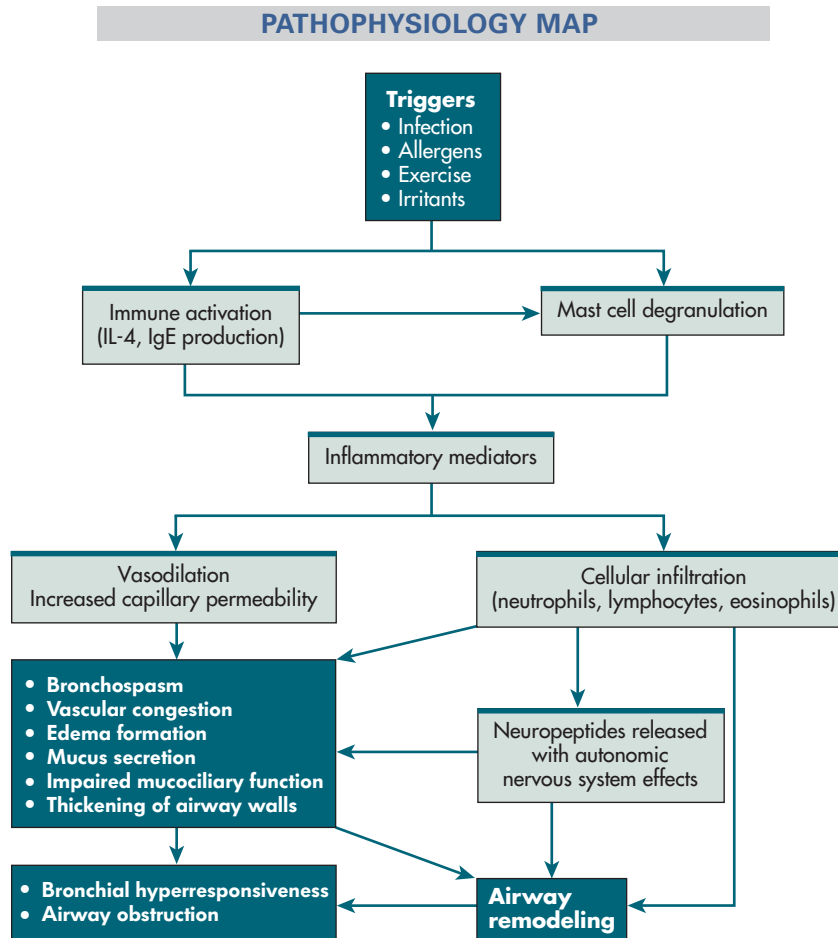 PATHOPHYSIOLOGY MAP
Triggers
• Infection
• Allergens
• Exercise
• Irritants
Immune activation
(IL-4, IgE production)
Mast cell degranulation
Inflammatory mediators
Vasodilation
Increased capillary permeability
Cellular infiltration
(neutrophils, lymphocytes, eosinophils)
• Bronchospasm
• Vascular congestion
• Edema formation
• Mucus secretion
• Impaired mucociliary function
• Thickening of airway walls
Neuropeptides released
with autonomic
nervous system effects
• Bronchial hyperresponsiveness
• Airway obstruction
Airway
remodeling